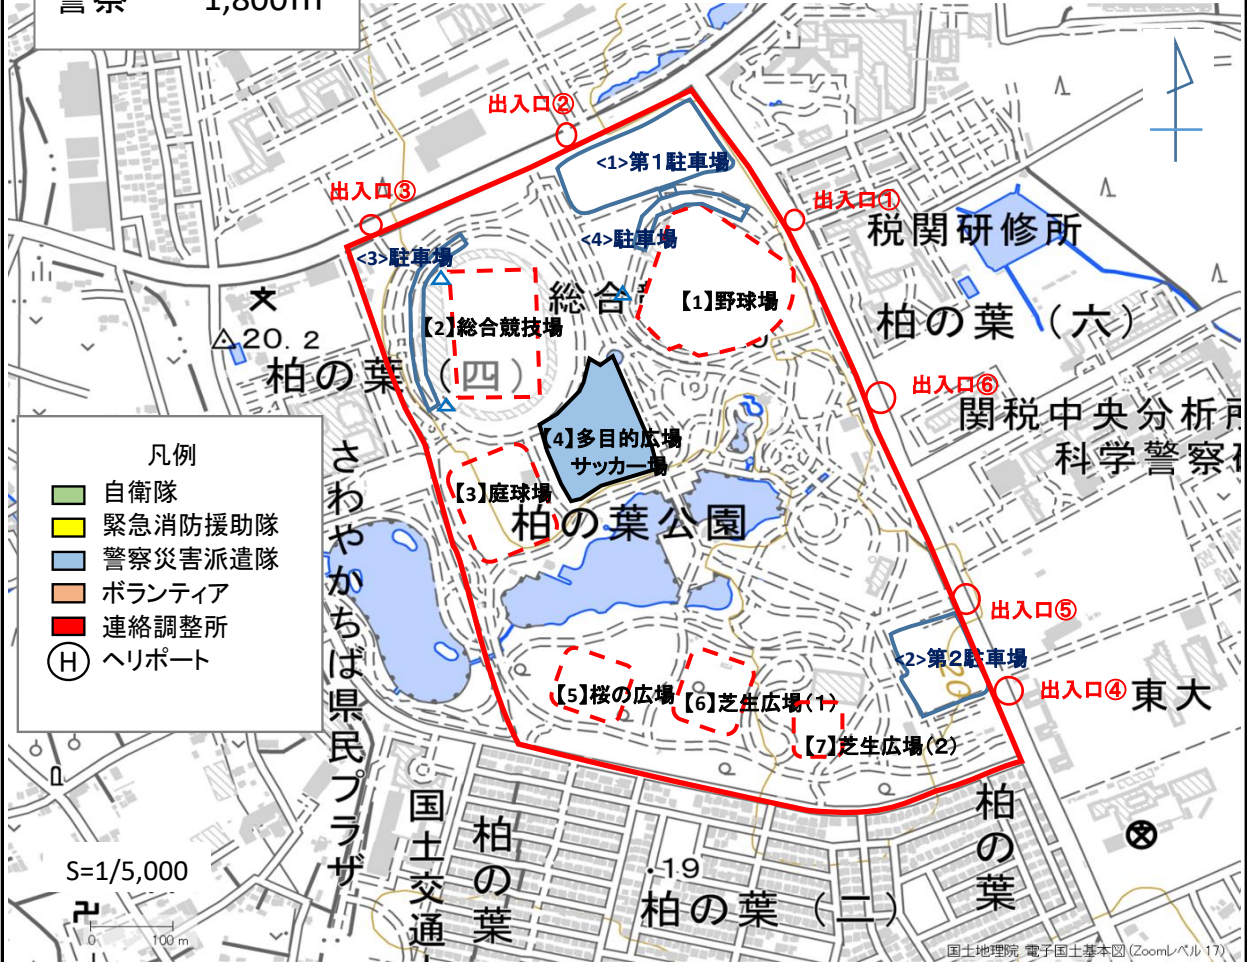 警察 1,800㎡
出入口②
<1>第1駐車場
出入口③
出入口①
税関研修所
<4>駐車場
<3>駐車場
総合
【1】野球場
【2】総合競技場
柏の葉（六）
20.2
柏の葉（四）
出入口⑥
関税中央分析所
科学警察研
【4】多目的広場
サッカー場
【3】庭球場
柏の葉公園
凡例
自衛隊
緊急消防援助隊
警察災害派遣隊
ボランティア
連絡調整所
H ヘリポート
さわやかちば県民プラザ
出入口⑤
<2>第2駐車場
20
出入口④
東大
【5】桜の広場
【6】芝生広場(1)
【7】芝生広場(2)
国土交通
柏の葉
柏の葉
19
柏の葉（二）
S=1/5,000
0 100 m
国土地理院 電子国土基本図(Zoomレベル 17)